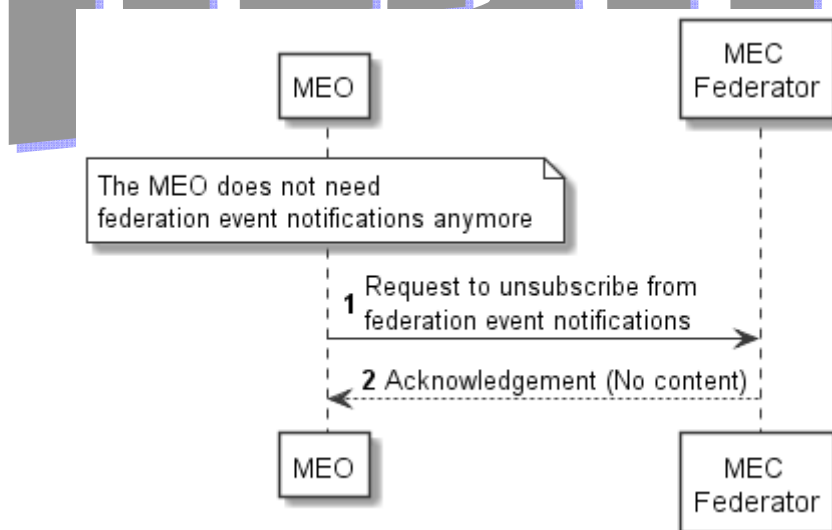 MEO
MEC
Federator
The MEO does not need
federation event notifications anymore
1 Request to unsubscribe from
federation event notifications
2 Acknowledgement (No content)
MEO
MEC
Federator